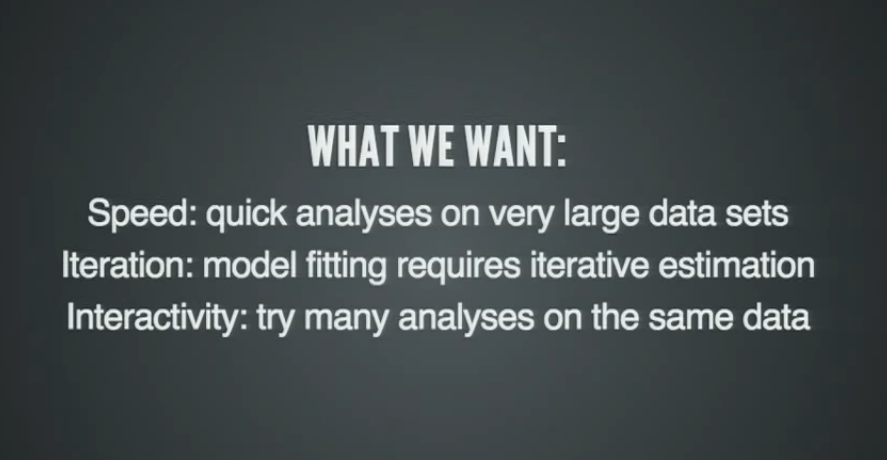 WHAT WE WANT:
Speed: quick analyses on very large data sets
Iteration: model fitting requires iterative estimation
Interactivity: try many analyses on the same data